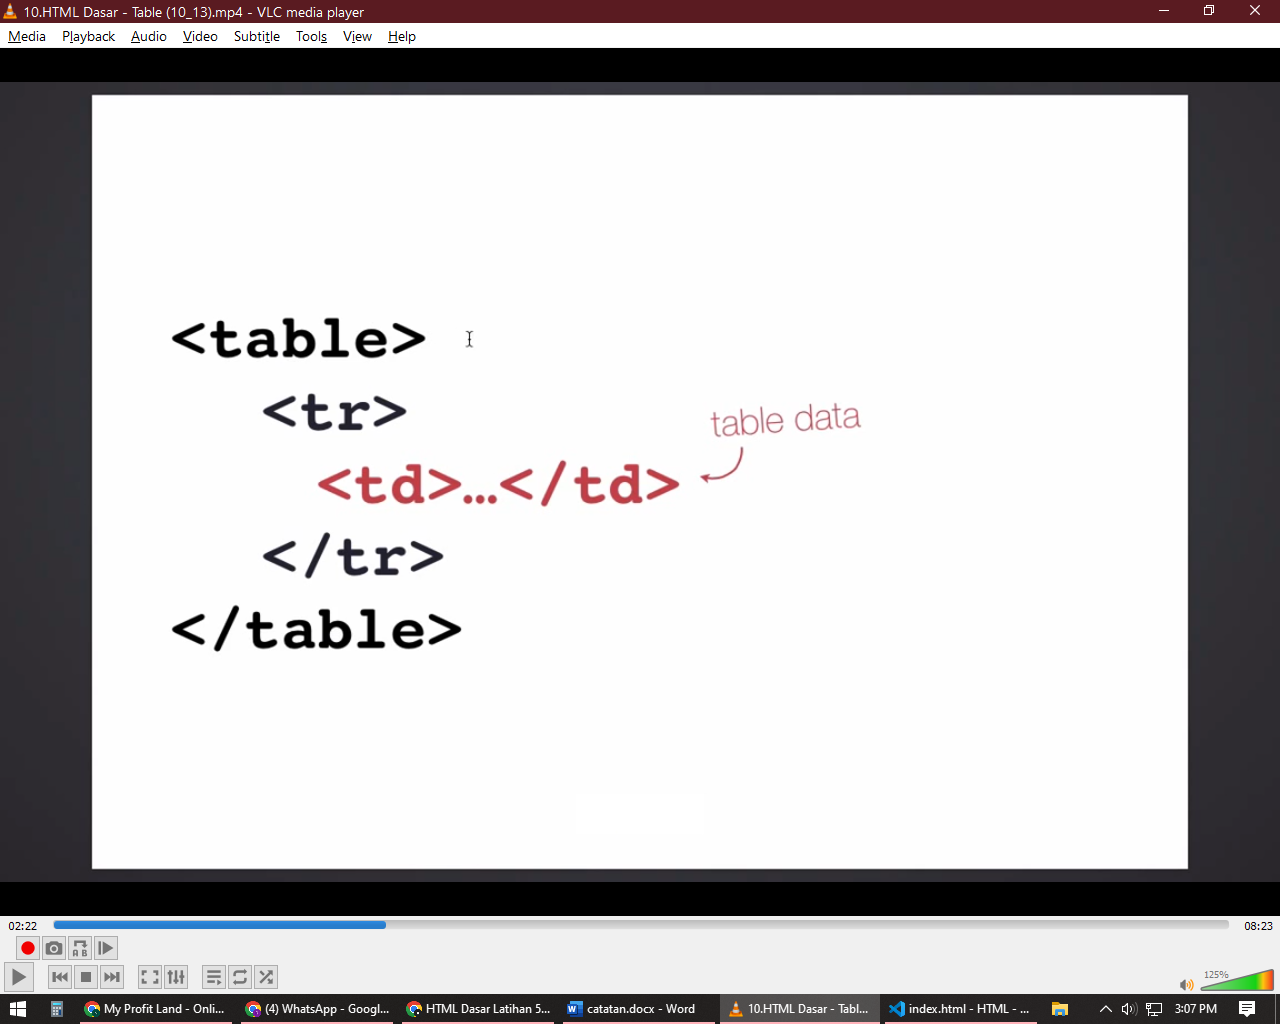 10.HTML Dasar - Table (10_13).mp4 - VLC media player
Media Playback Audio Video Subtitle Tools View Help
<table>
<tr>
table data
<td>...</td>
</tr>
</table>
02:22 08:23
A B
125%
My Profit Land - Onli... (4) WhatsApp - Googl... HTML Dasar Latihan 5... catatan.docx - Word 10.HTML Dasar - Tabl... index.html - HTML - ... 3:07 PM